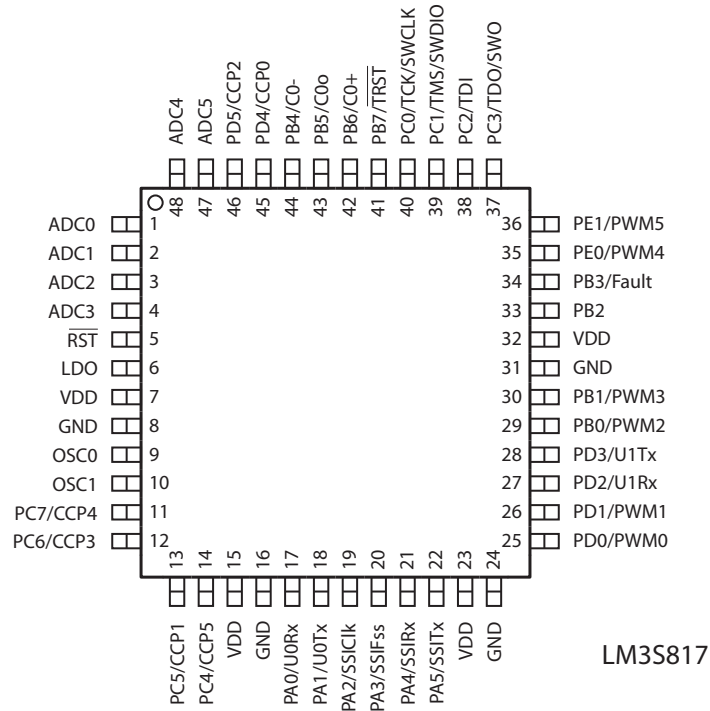 ADC4
ADC5
PD5/CCP2
PD4/CCP0
PB4/C0-
PB5/C0o
PB6/C0+
PB7/T̅R̅S̅T̅
PC0/TCK/SWCLK
PC1/TMS/SWDIO
PC2/TDI
PC3/TDO/SWO
48
47
46
45
44
43
42
41
40
39
38
37
ADC0 1
ADC1 2
ADC2 3
ADC3 4
R̅S̅T̅ 5
LDO 6
VDD 7
GND 8
OSC0 9
OSC1 10
PC7/CCP4 11
PC6/CCP3 12
36 PE1/PWM5
35 PE0/PWM4
34 PB3/Fault
33 PB2
32 VDD
31 GND
30 PB1/PWM3
29 PB0/PWM2
28 PD3/U1Tx
27 PD2/U1Rx
26 PD1/PWM1
25 PD0/PWM0
13
14
15
16
17
18
19
20
21
22
23
24
PC5/CCP1
PC4/CCP5
VDD
GND
PA0/U0Rx
PA1/U0Tx
PA2/SSIClk
PA3/SSIFss
PA4/SSIRx
PA5/SSITx
VDD
GND
LM3S817